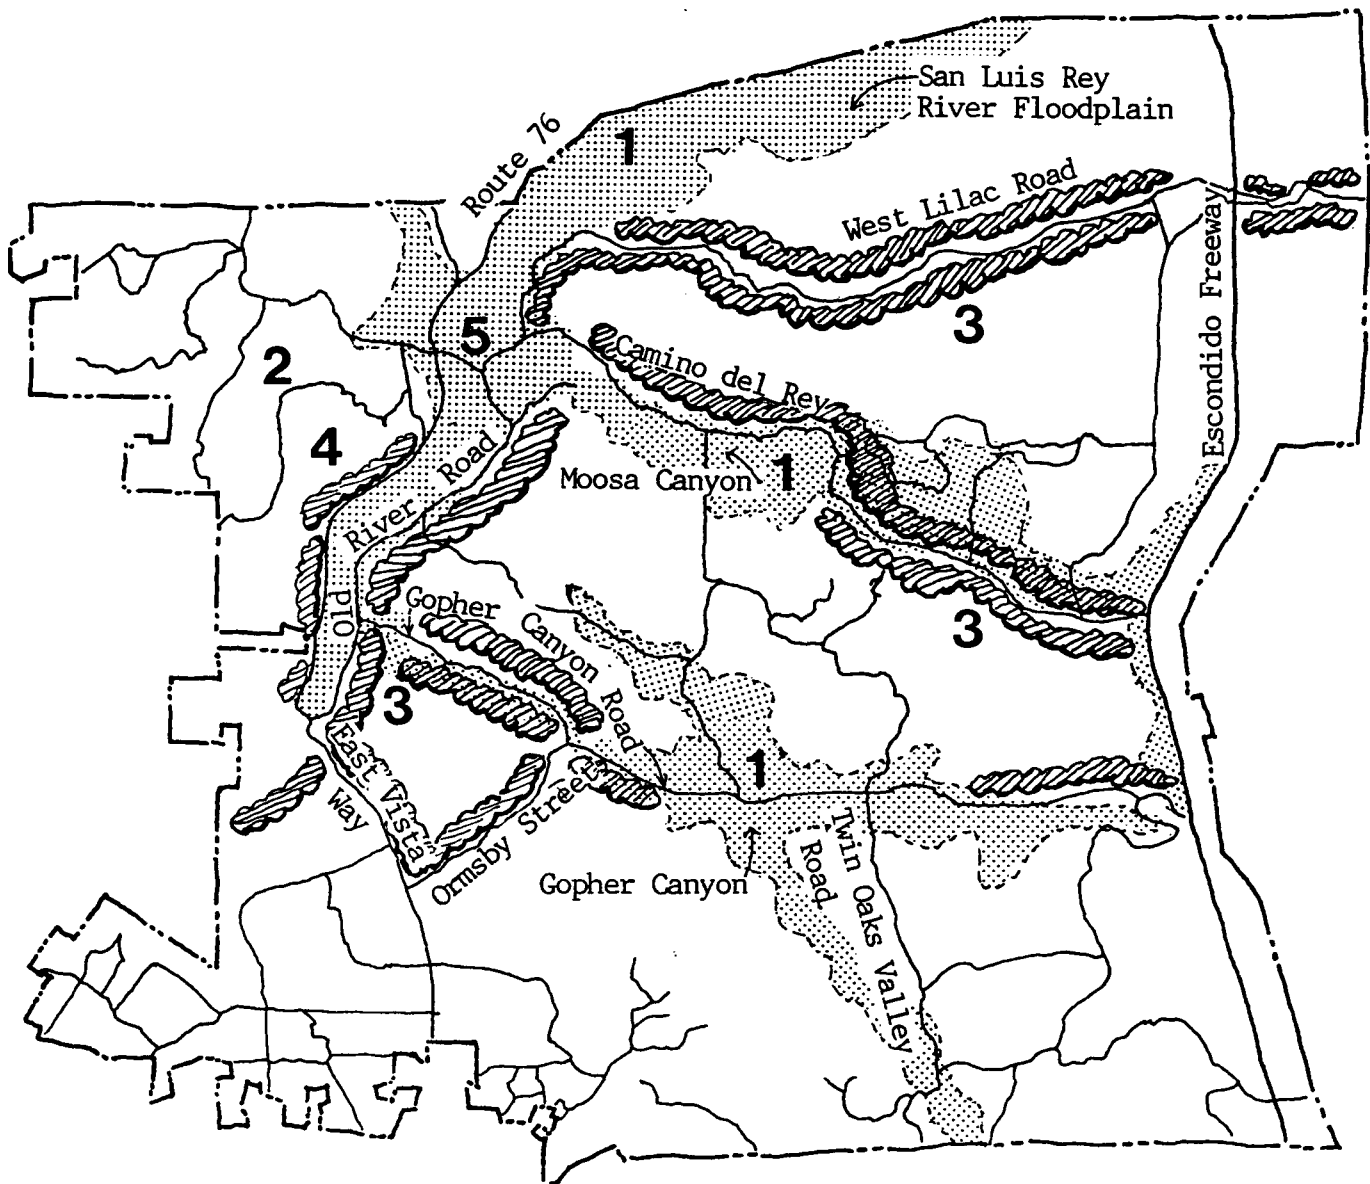 San Luis Rey
River Floodplain
Route 76
1
West Lilac Road
Escondido Freeway
3
5
2
Camino del Rey
4
Old River Road
Moosa Canyon
1
Gopher Canyon Road
3
3
East Vista
Way
1
Ormsby Street
Gopher Canyon
Twin Oaks Valley
Road